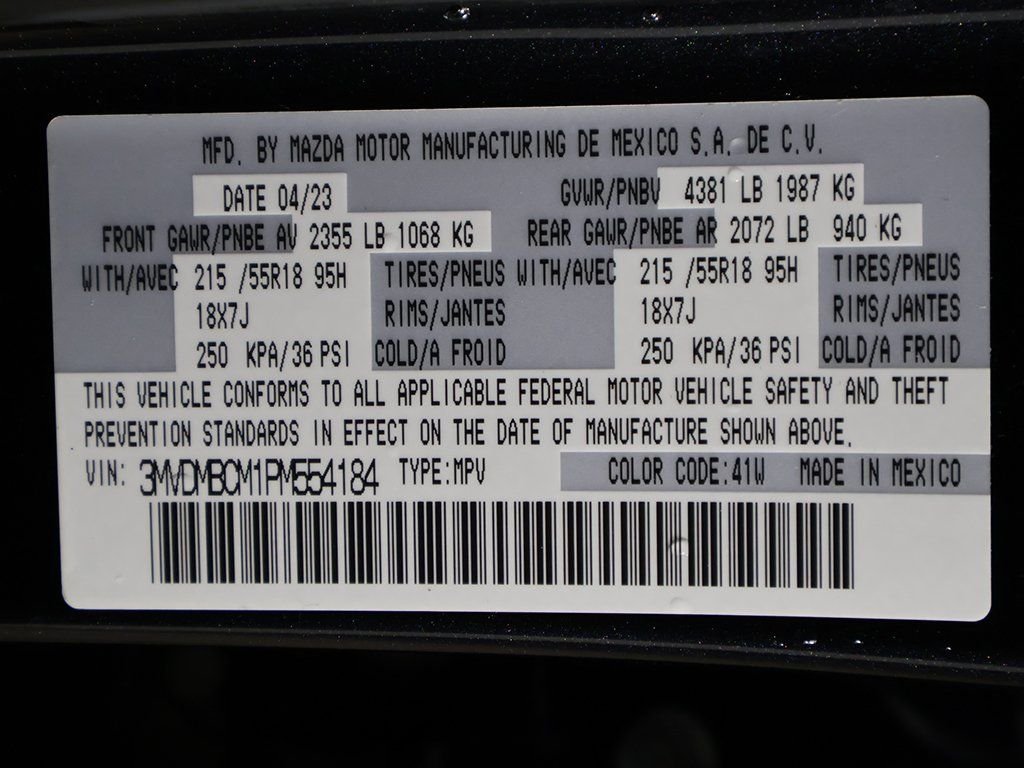 MFD. BY MAZDA MOTOR MANUFACTURING DE MEXICO S.A. DE C.V.
DATE 04/23 GVWR/PNBV 4381 LB 1987 KG
FRONT GAWR/PNBE AV 2355 LB 1068 KG REAR GAWR/PNBE AR 2072 LB 940 KG
WITH/AVEC 215 /55R18 95H TIRES/PNEUS WITH/AVEC 215 /55R18 95H TIRES/PNEUS
18X7J RIMS/JANTES 18X7J RIMS/JANTES
250 KPA/36 PSI COLD/A FROID 250 KPA/36 PSI COLD/A FROID
THIS VEHICLE CONFORMS TO ALL APPLICABLE FEDERAL MOTOR VEHICLE SAFETY AND THEFT
PREVENTION STANDARDS IN EFFECT ON THE DATE OF MANUFACTURE SHOWN ABOVE.
VIN: 3MVDMBCM1PM554184 TYPE:MPV COLOR CODE:41W MADE IN MEXICO